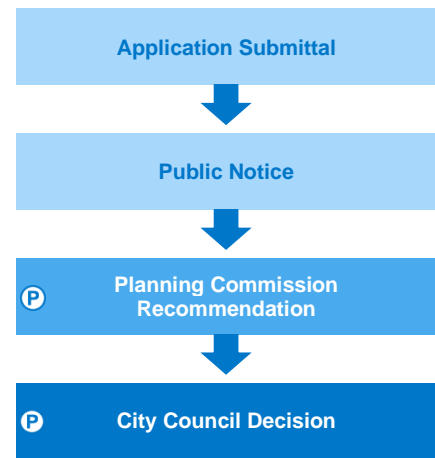 Application Submittal
Public Notice
P
Planning Commission
Recommendation
P
City Council Decision